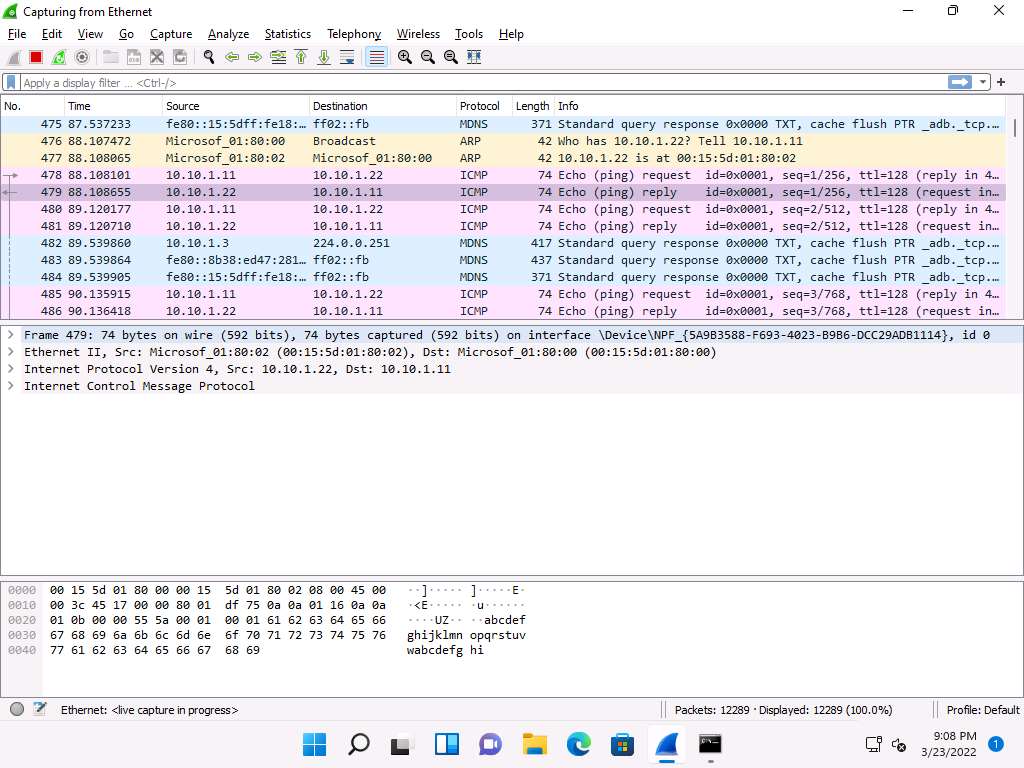 Capturing from Ethernet
File Edit View Go Capture Analyze Statistics Telephony Wireless Tools Help
Apply a display filter ... <Ctrl-/>
No. Time Source Destination Protocol Length Info
475 87.537233 fe80::15:5dff:fe18:… ff02::fb MDNS 371 Standard query response 0x0000 TXT, cache flush PTR _adb._tcp.…
476 88.107472 Microsof_01:80:00 Broadcast ARP 42 Who has 10.10.1.22? Tell 10.10.1.11
477 88.108065 Microsof_01:80:02 Microsof_01:80:00 ARP 42 10.10.1.22 is at 00:15:5d:01:80:02
478 88.108101 10.10.1.11 10.10.1.22 ICMP 74 Echo (ping) request id=0x0001, seq=1/256, ttl=128 (reply in 4…
479 88.108655 10.10.1.22 10.10.1.11 ICMP 74 Echo (ping) reply id=0x0001, seq=1/256, ttl=128 (request in…
480 89.120177 10.10.1.11 10.10.1.22 ICMP 74 Echo (ping) request id=0x0001, seq=2/512, ttl=128 (reply in 4…
481 89.120710 10.10.1.22 10.10.1.11 ICMP 74 Echo (ping) reply id=0x0001, seq=2/512, ttl=128 (request in…
482 89.539860 10.10.1.3 224.0.0.251 MDNS 417 Standard query response 0x0000 TXT, cache flush PTR _adb._tcp.…
483 89.539864 fe80::8b38:ed47:281… ff02::fb MDNS 437 Standard query response 0x0000 TXT, cache flush PTR _adb._tcp.…
484 89.539905 fe80::15:5dff:fe18:… ff02::fb MDNS 371 Standard query response 0x0000 TXT, cache flush PTR _adb._tcp.…
485 90.135915 10.10.1.11 10.10.1.22 ICMP 74 Echo (ping) request id=0x0001, seq=3/768, ttl=128 (reply in 4…
486 90.136418 10.10.1.22 10.10.1.11 ICMP 74 Echo (ping) reply id=0x0001, seq=3/768, ttl=128 (request in…
Frame 479: 74 bytes on wire (592 bits), 74 bytes captured (592 bits) on interface \Device\NPF_{5A9B3588-F693-4023-B9B6-DCC29ADB1114}, id 0
Ethernet II, Src: Microsof_01:80:02 (00:15:5d:01:80:02), Dst: Microsof_01:80:00 (00:15:5d:01:80:00)
Internet Protocol Version 4, Src: 10.10.1.22, Dst: 10.10.1.11
Internet Control Message Protocol
0000 00 15 5d 01 80 00 00 15 5d 01 80 02 08 00 45 00 ··]····· ]·····E·
0010 00 3c 45 17 00 00 80 01 df 75 0a 0a 01 16 0a 0a ·<E····· ·u······
0020 01 0b 00 00 55 5a 00 01 00 01 61 62 63 64 65 66 ····UZ·· ··abcdef
0030 67 68 69 6a 6b 6c 6d 6e 6f 70 71 72 73 74 75 76 ghijklmn opqrstuv
0040 77 61 62 63 64 65 66 67 68 69 wabcdefg hi
Ethernet: <live capture in progress> Packets: 12289 · Displayed: 12289 (100.0%) Profile: Default
9:08 PM
3/23/2022
1